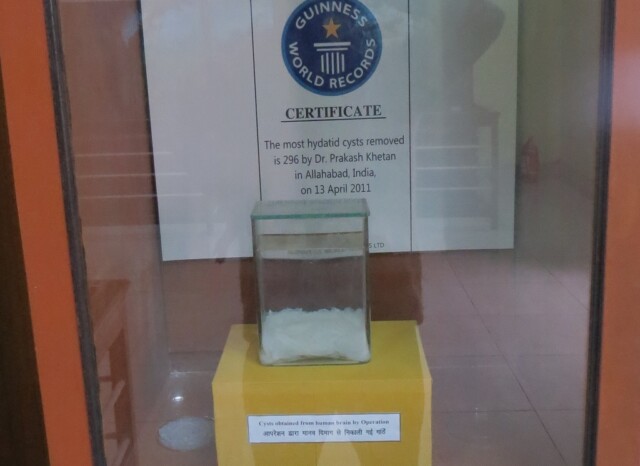 GUINNESS
WORLD RECORDS
CERTIFICATE
The most hydatid cysts removed
is 296 by Dr. Prakash Khetan
in Allahabad, India,
on 13 April 2011
LTD
Cysts obtained from human brain by Operation
आपरेशन द्वारा मानव दिमाग से निकाली गई गांठें